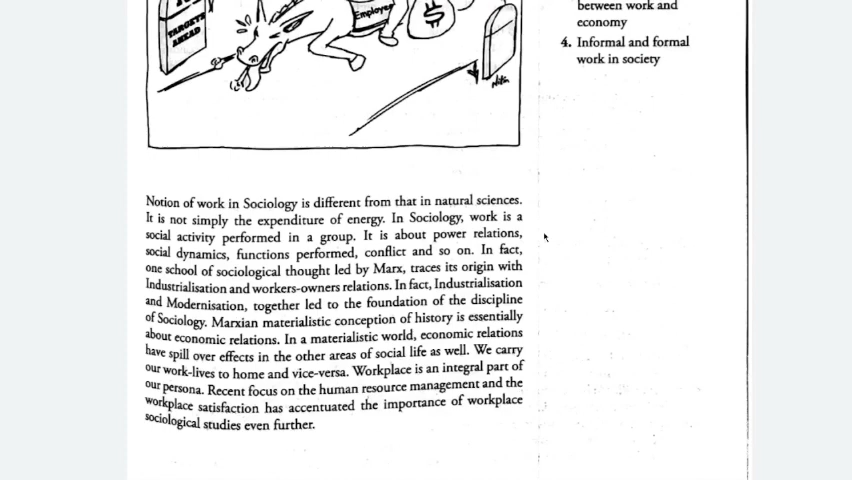 TARGETS
AHEAD
Employee
$
between work and
economy
4. Informal and formal
work in society
Notion of work in Sociology is different from that in natural sciences.
It is not simply the expenditure of energy. In Sociology, work is a
social activity performed in a group. It is about power relations,
social dynamics, functions performed, conflict and so on. In fact,
one school of sociological thought led by Marx, traces its origin with
Industrialisation and workers-owners relations. In fact, Industrialisation
and Modernisation, together led to the foundation of the discipline
of Sociology. Marxian materialistic conception of history is essentially
about economic relations. In a materialistic world, economic relations
have spill over effects in the other areas of social life as well. We carry
our work-lives to home and vice-versa. Workplace is an integral part of
our persona. Recent focus on the human resource management and the
workplace satisfaction has accentuated the importance of workplace
sociological studies even further.